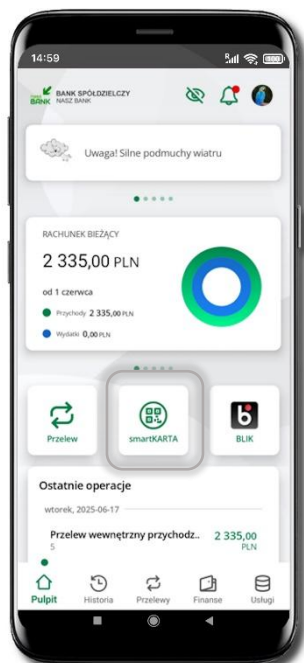 14:59
BANK SPÓŁDZIELCZY
BANK NASZ BANK
Uwaga! Silne podmuchy wiatru
RACHUNEK BIEŻĄCY
2 335,00 PLN
od 1 czerwca
Przychody 2 335,00 PLN
Wydatki 0,00 PLN
Przelew
smartKARTA
BLIK
Ostatnie operacje
wtorek, 2025-06-17
Przelew wewnętrzny przychodz.. 2 335,00
5 PLN
Pulpit Historia Przelewy Finanse Usługi